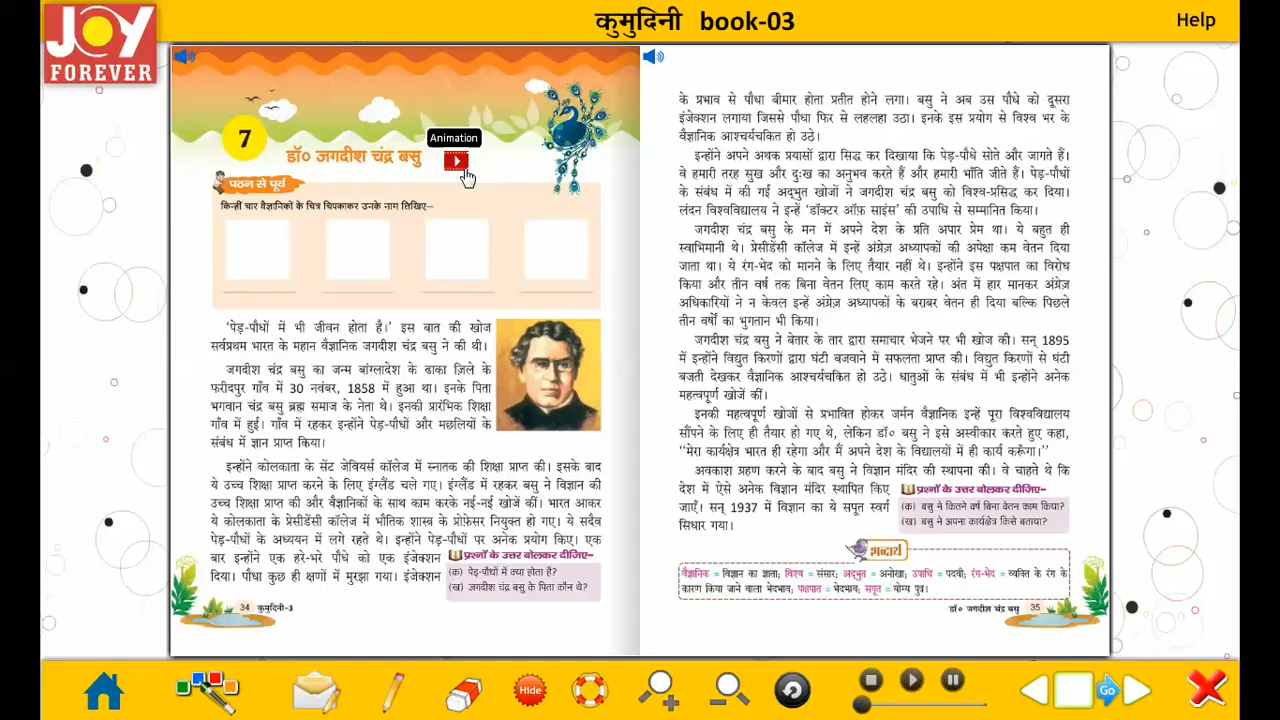 कुमुदिनी book-03
Help
JOY
FOREVER
7
Animation
डॉ० जगदीश चंद्र बसु
पठन से पूर्व
किन्हीं चार वैज्ञानिकों के चित्र चिपकाकर उनके नाम लिखिए–
'पेड़-पौधों में भी जीवन होता है।' इस बात की खोज
सर्वप्रथम भारत के महान वैज्ञानिक जगदीश चंद्र बसु ने की थी।
जगदीश चंद्र बसु का जन्म बांग्लादेश के ढाका ज़िले के
फरीदपुर गाँव में 30 नवंबर, 1858 में हुआ था। इनके पिता
भगवान चंद्र बसु ब्रह्म समाज के नेता थे। इनकी प्रारंभिक शिक्षा
गाँव में हुई। गाँव में रहकर इन्होंने पेड़-पौधों और मछलियों के
संबंध में ज्ञान प्राप्त किया।
इन्होंने कोलकाता के सेंट जेवियर्स कॉलेज में स्नातक की शिक्षा प्राप्त की। इसके बाद
ये उच्च शिक्षा प्राप्त करने के लिए इंग्लैंड चले गए। इंग्लैंड में रहकर बसु ने विज्ञान की
उच्च शिक्षा प्राप्त की और वैज्ञानिकों के साथ काम करके नई-नई खोजें कीं। भारत आकर
ये कोलकाता के प्रेसीडेंसी कॉलेज में भौतिक शास्त्र के प्रोफ़ेसर नियुक्त हो गए। ये सदैव
पेड़-पौधों के अध्ययन में लगे रहते थे। इन्होंने पेड़-पौधों पर अनेक प्रयोग किए। एक
बार इन्होंने एक हरे-भरे पौधे को एक इंजेक्शन
दिया। पौधा कुछ ही क्षणों में मुरझा गया। इंजेक्शन
प्रश्नों के उत्तर बोलकर दीजिए–
(क) पेड़-पौधों में क्या होता है?
(ख) जगदीश चंद्र बसु के पिता कौन थे?
34 कुमुदिनी-3
के प्रभाव से पौधा बीमार होता प्रतीत होने लगा। बसु ने अब उस पौधे को दूसरा
इंजेक्शन लगाया जिससे पौधा फिर से लहलहा उठा। इनके इस प्रयोग से विश्व भर के
वैज्ञानिक आश्चर्यचकित हो उठे।
इन्होंने अपने अथक प्रयासों द्वारा सिद्ध कर दिखाया कि पेड़-पौधे सोते और जागते हैं।
वे हमारी तरह सुख और दुःख का अनुभव करते हैं और हमारी भाँति जीते हैं। पेड़-पौधों
के संबंध में की गई अद्भुत खोजों ने जगदीश चंद्र बसु को विश्व-प्रसिद्ध कर दिया।
लंदन विश्वविद्यालय ने इन्हें 'डॉक्टर ऑफ़ साइंस' की उपाधि से सम्मानित किया।
जगदीश चंद्र बसु के मन में अपने देश के प्रति अपार प्रेम था। ये बहुत ही
स्वाभिमानी थे। प्रेसीडेंसी कॉलेज में इन्हें अंग्रेज़ अध्यापकों की अपेक्षा कम वेतन दिया
जाता था। ये रंग-भेद को मानने के लिए तैयार नहीं थे। इन्होंने इस पक्षपात का विरोध
किया और तीन वर्ष तक बिना वेतन लिए काम करते रहे। अंत में हार मानकर अंग्रेज़
अधिकारियों ने न केवल इन्हें अंग्रेज़ अध्यापकों के बराबर वेतन ही दिया बल्कि पिछले
तीन वर्षों का भुगतान भी किया।
जगदीश चंद्र बसु ने बेतार के तार द्वारा समाचार भेजने पर भी खोज की। सन् 1895
में इन्होंने विद्युत किरणों द्वारा घंटी बजवाने में सफलता प्राप्त की। विद्युत किरणों से घंटी
बजती देखकर वैज्ञानिक आश्चर्यचकित हो उठे। धातुओं के संबंध में भी इन्होंने अनेक
महत्वपूर्ण खोजें कीं।
इनकी महत्वपूर्ण खोजों से प्रभावित होकर जर्मन वैज्ञानिक इन्हें पूरा विश्वविद्यालय
सौंपने के लिए ही तैयार हो गए थे, लेकिन डॉ० बसु ने इसे अस्वीकार करते हुए कहा,
"मेरा कार्यक्षेत्र भारत ही रहेगा और मैं अपने देश के विद्यालयों में ही कार्य करूँगा।"
अवकाश ग्रहण करने के बाद बसु ने विज्ञान मंदिर की स्थापना की। वे चाहते थे कि
देश में ऐसे अनेक विज्ञान मंदिर स्थापित किए
जाएँ। सन् 1937 में विज्ञान का ये सपूत स्वर्ग
सिधार गया।
प्रश्नों के उत्तर बोलकर दीजिए–
(क) बसु ने कितने वर्ष बिना वेतन काम किया?
(ख) बसु ने अपना कार्यक्षेत्र किसे बताया?
शब्दार्थ
वैज्ञानिक = विज्ञान का ज्ञाता; विश्व = संसार; अद्भुत = अनोखा; उपाधि = पदवी; रंग-भेद = व्यक्ति के रंग के
कारण किया जाने वाला भेदभाव; पक्षपात = भेदभाव; सपूत = योग्य पुत्र।
डॉ० जगदीश चंद्र बसु 35
Hide
Go